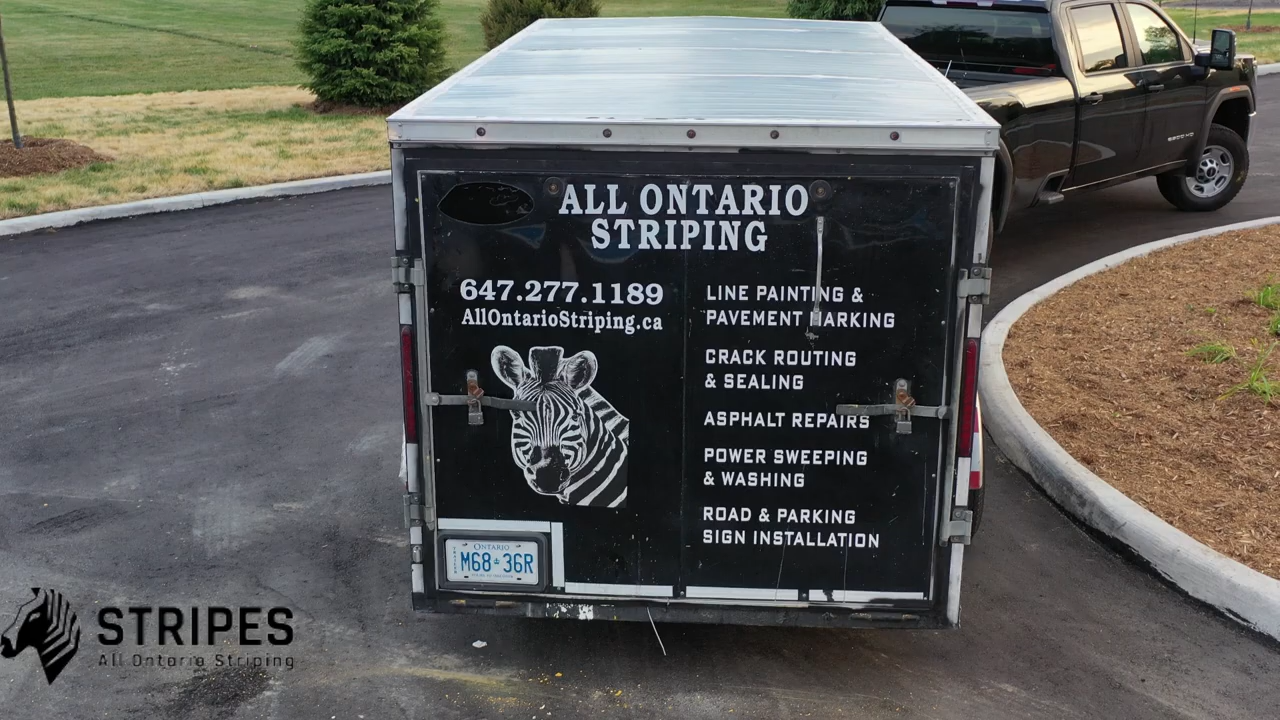 ALL ONTARIO
STRIPING
647.277.1189
AllOntarioStriping.ca
LINE PAINTING &
PAVEMENT MARKING
CRACK ROUTING
& SEALING
ASPHALT REPAIRS
POWER SWEEPING
& WASHING
ROAD & PARKING
SIGN INSTALLATION
ONTARIO
M68 36R
STRIPES
All Ontario Striping